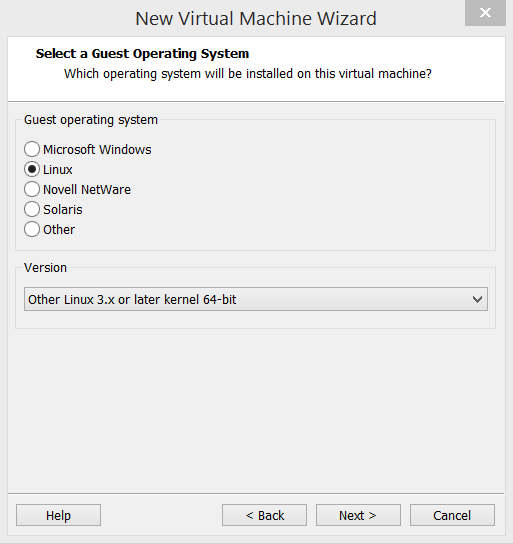 New Virtual Machine Wizard
Select a Guest Operating System
Which operating system will be installed on this virtual machine?
Guest operating system
Microsoft Windows
Linux
Novell NetWare
Solaris
Other
Version
Other Linux 3.x or later kernel 64-bit
Help
< Back
Next >
Cancel